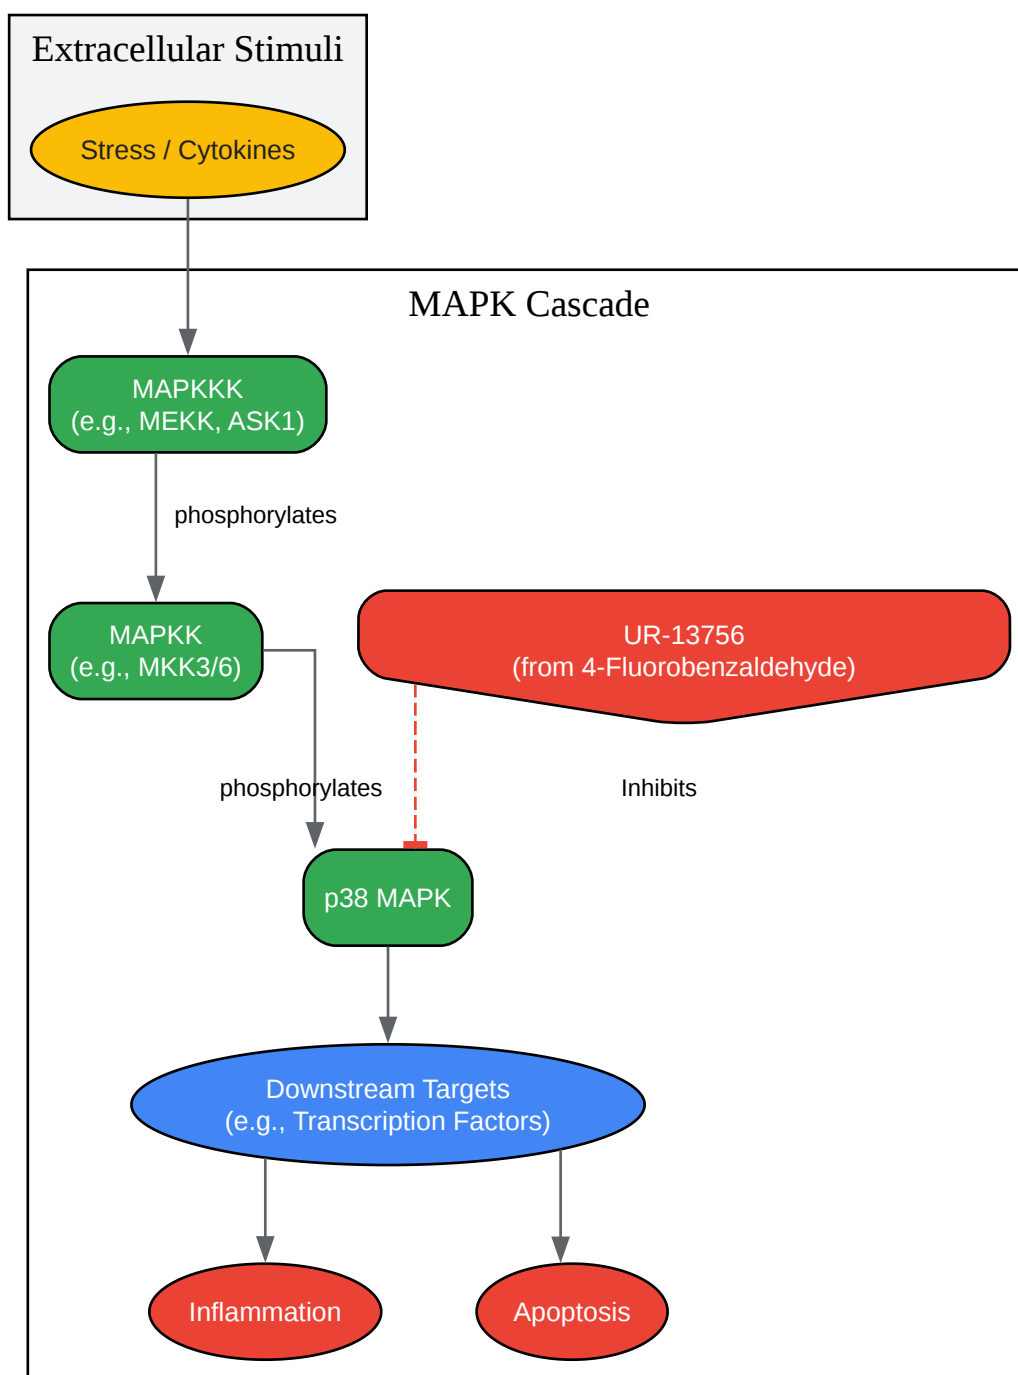 Extracellular Stimuli
Stress / Cytokines
MAPK Cascade
MAPKKK
(e.g., MEKK, ASK1)
phosphorylates
MAPKK
(e.g., MKK3/6)
UR-13756
(from 4-Fluorobenzaldehyde)
phosphorylates
Inhibits
p38 MAPK
Downstream Targets
(e.g., Transcription Factors)
Inflammation
Apoptosis